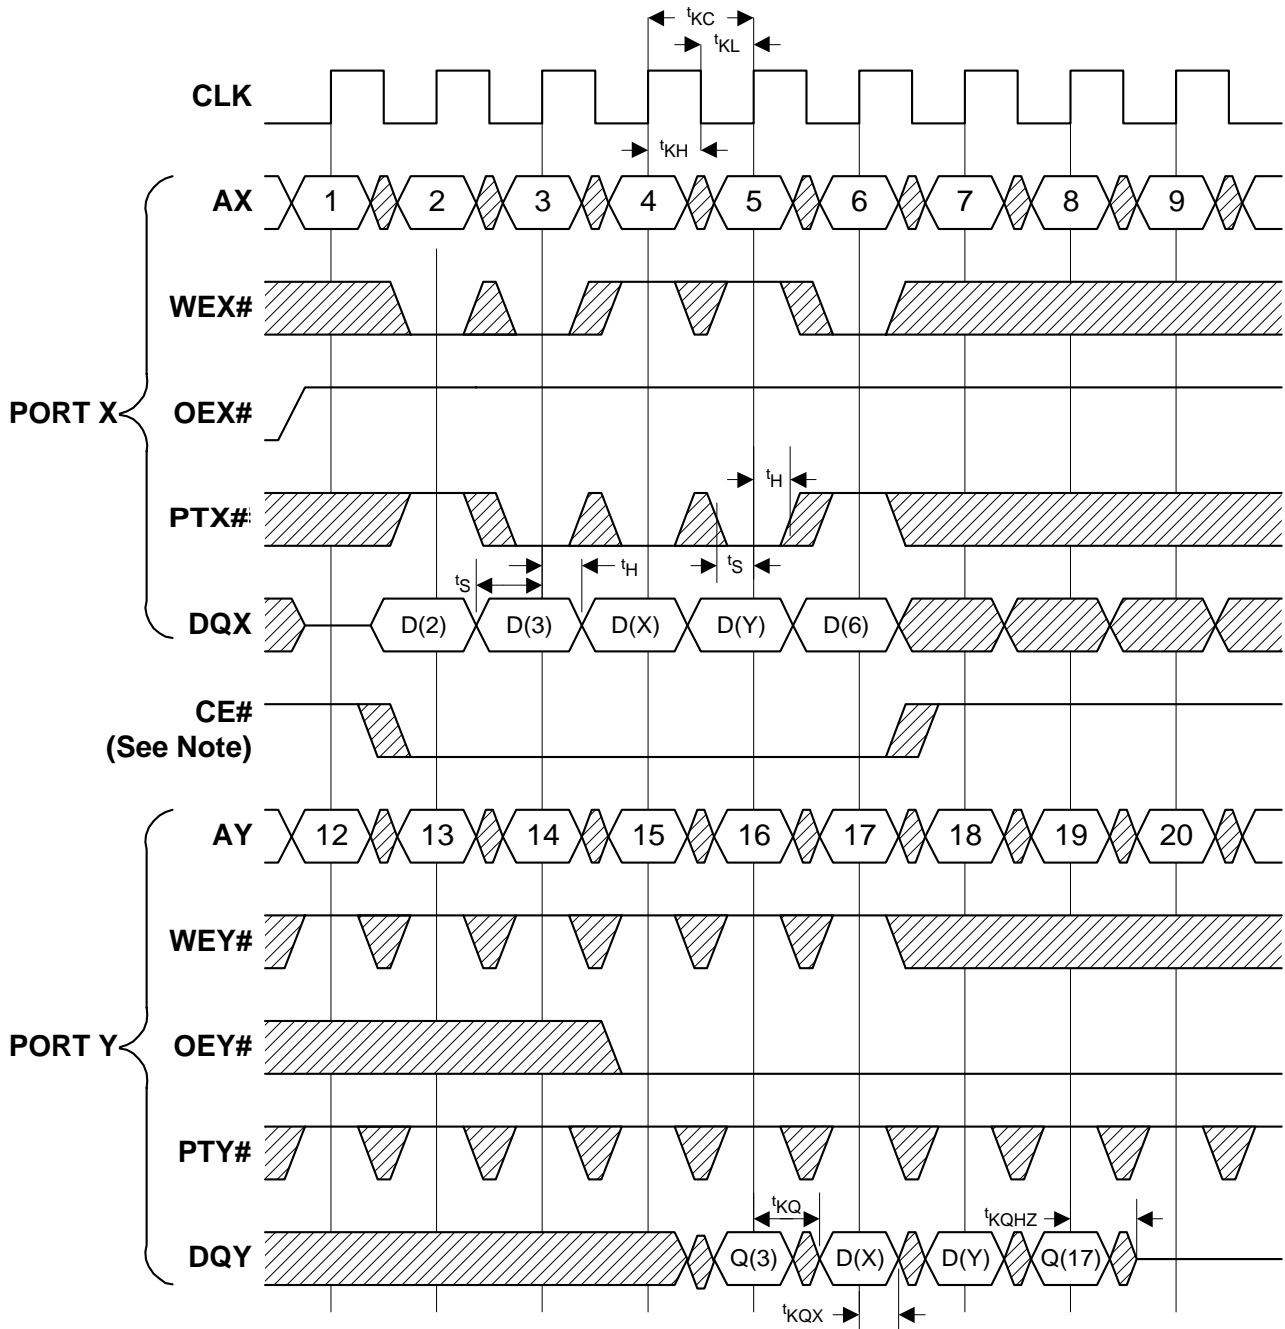 tKC
tKL
CLK
tKH
AX 1 2 3 4 5 6 7 8 9
WEX#
PORT X OEX#
tH
PTX#
tS tH tS
DQX D(2) D(3) D(X) D(Y) D(6)
CE#
(See Note)
AY 12 13 14 15 16 17 18 19 20
WEY#
PORT Y OEY#
PTY#
tKQ tKQHZ
DQY Q(3) D(X) D(Y) Q(17)
tKQX